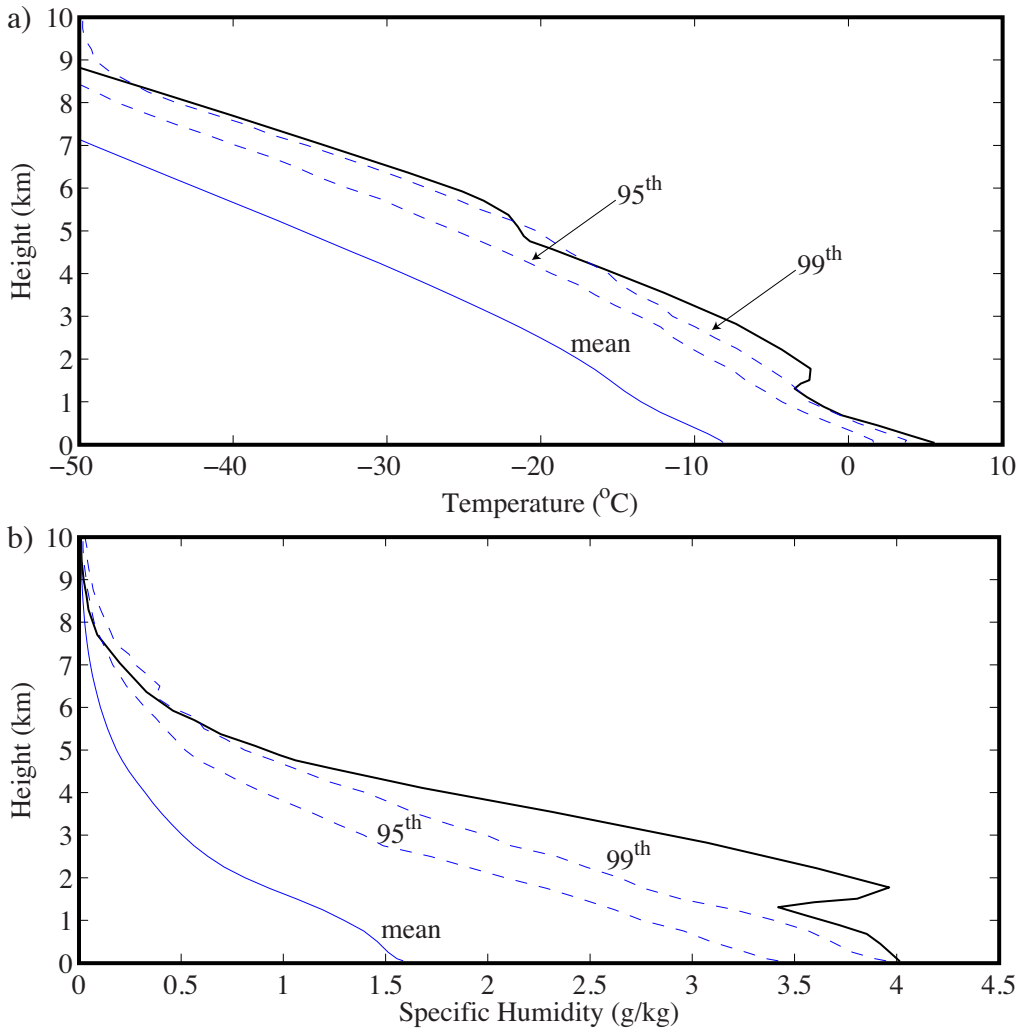 a)
10
9
8
7
6
5
4
3
2
1
0
Height (km)
95th
99th
mean
−50 −40 −30 −20 −10 0 10
Temperature (oC)
b)
10
9
8
7
6
5
4
3
2
1
0
Height (km)
95th
99th
mean
0 0.5 1 1.5 2 2.5 3 3.5 4 4.5
Specific Humidity (g/kg)